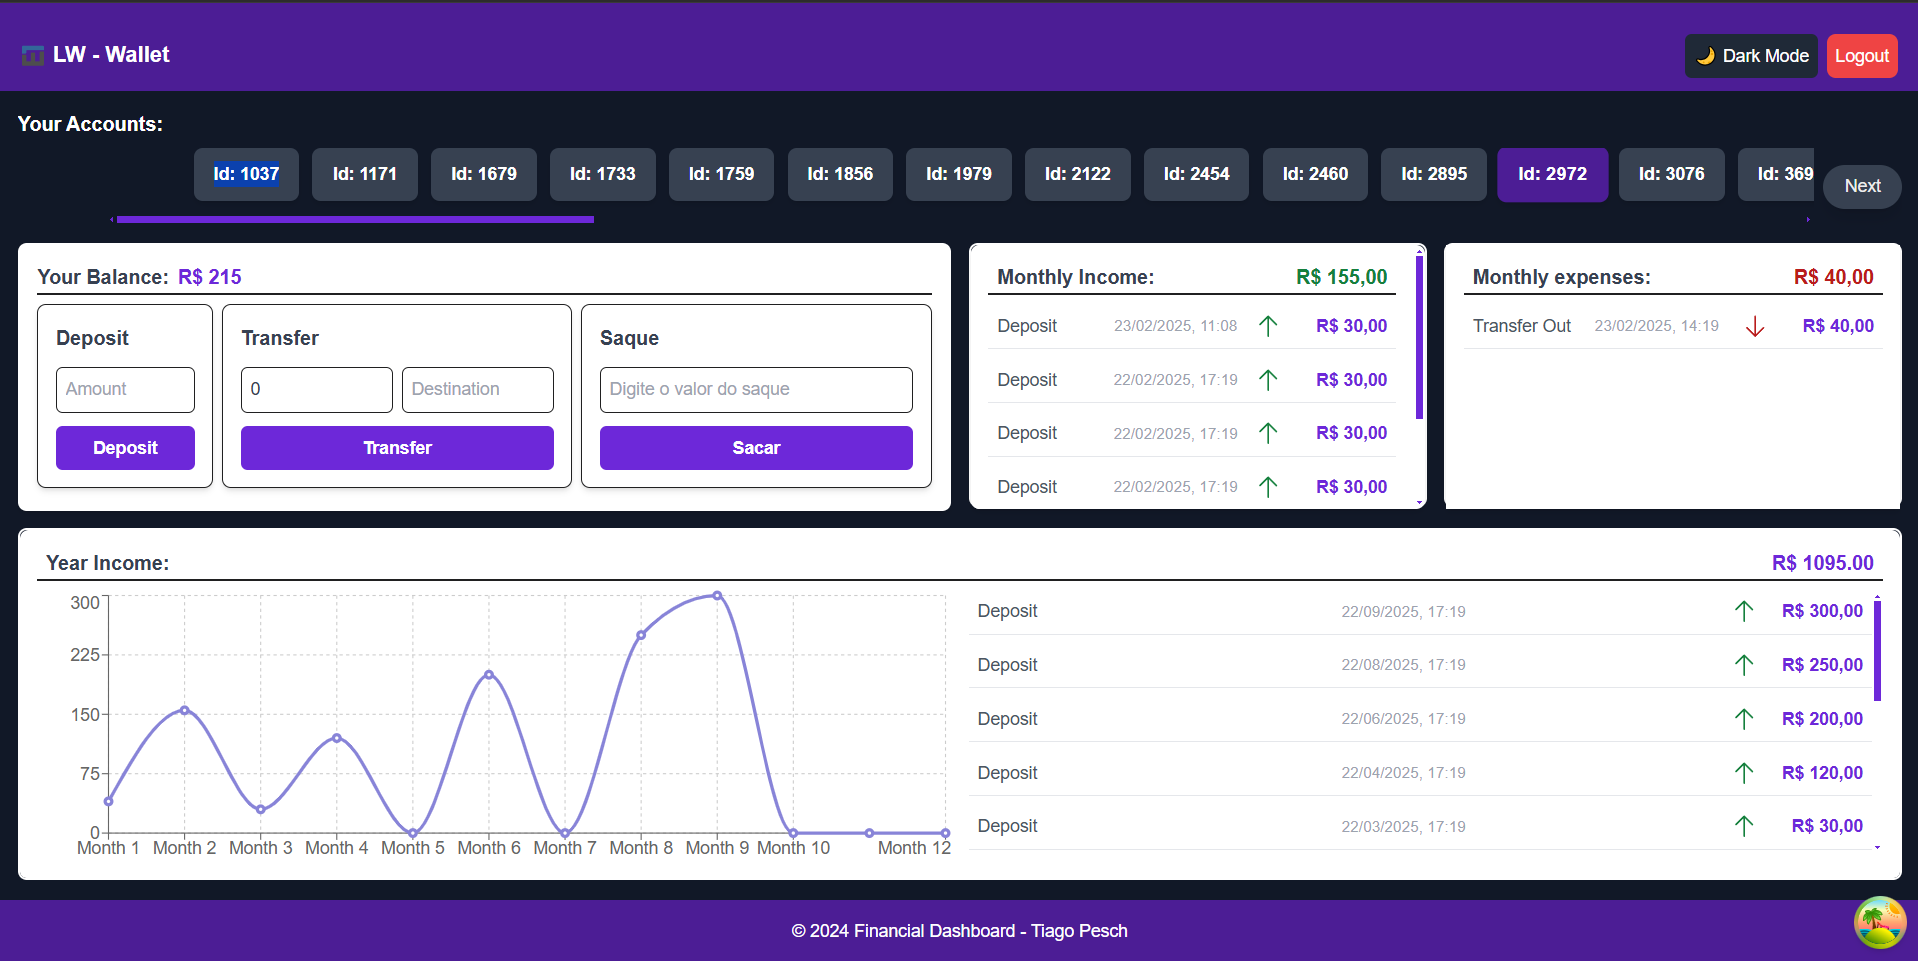 LW - Wallet
🌙 Dark Mode
Logout
Your Accounts:
Id: 1037
Id: 1171
Id: 1679
Id: 1733
Id: 1759
Id: 1856
Id: 1979
Id: 2122
Id: 2454
Id: 2460
Id: 2895
Id: 2972
Id: 3076
Id: 369
Next
Your Balance: R$ 215
Deposit
Amount
Deposit
Transfer
0
Destination
Transfer
Saque
Digite o valor do saque
Sacar
Monthly Income: R$ 155,00
Deposit 23/02/2025, 11:08 R$ 30,00
Deposit 22/02/2025, 17:19 R$ 30,00
Deposit 22/02/2025, 17:19 R$ 30,00
Deposit 22/02/2025, 17:19 R$ 30,00
Monthly expenses: R$ 40,00
Transfer Out 23/02/2025, 14:19 R$ 40,00
Year Income: R$ 1095.00
300
225
150
75
0
Month 1 Month 2 Month 3 Month 4 Month 5 Month 6 Month 7 Month 8 Month 9 Month 10 Month 12
Deposit 22/09/2025, 17:19 R$ 300,00
Deposit 22/08/2025, 17:19 R$ 250,00
Deposit 22/06/2025, 17:19 R$ 200,00
Deposit 22/04/2025, 17:19 R$ 120,00
Deposit 22/03/2025, 17:19 R$ 30,00
© 2024 Financial Dashboard - Tiago Pesch